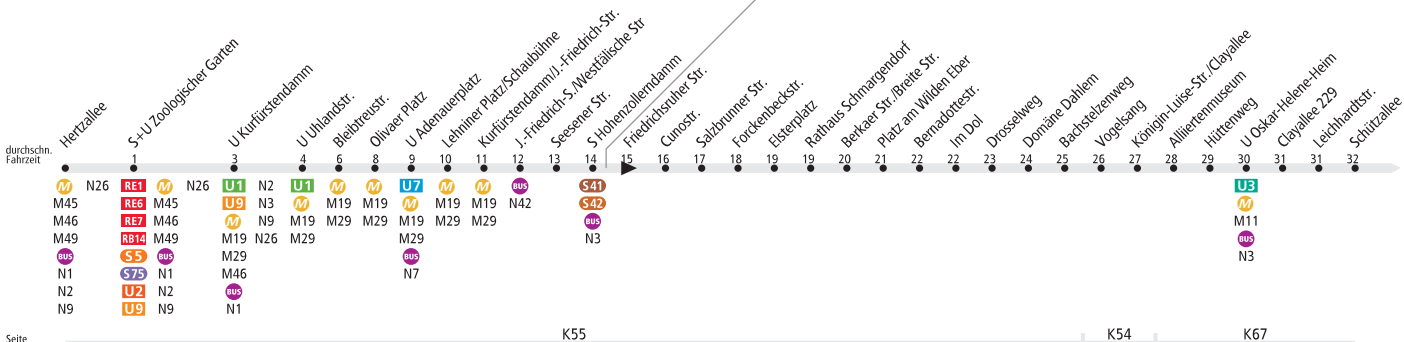 Hertzallee
S+U Zoologischer Garten
U Kurfürstendamm
U Uhlandstr.
Bleibtreustr.
Olivaer Platz
U Adenauerplatz
Lehniner Platz/Schaubühne
Kurfürstendamm/J.-Friedrich-Str.
J.-Friedrich-S./Westfälische Str
Seesener Str.
S Hohenzollerndamm
Friedrichsruher Str.
Cunostr.
Salzbrunner Str.
Forckenbeckstr.
Elsterplatz
Rathaus Schmargendorf
Berkaer Str./Breite Str.
Platz am Wilden Eber
Bernadottestr.
Im Dol
Drosselweg
Domäne Dahlem
Bachstelzenweg
Vogelsang
Königin-Luise-Str./Clayallee
Alliiertenmuseum
Hüttenweg
U Oskar-Helene-Heim
Clayallee 229
Leichhardtstr.
Schützallee
durchschn.
Fahrzeit 1 3 4 6 8 9 10 11 12 13 14 15 16 17 18 19 19 20 21 22 22 23 24 25 26 27 28 29 30 31 31 32
M N26 RE1 M N26 U1 N2 U1 M M U7 M M BUS S41 U3
M45 RE6 M45 U9 N3 M M19 M19 M M19 M19 N42 S42 M
M46 RE7 M46 M N9 M19 M29 M29 M19 M29 M29 BUS M11
M49 RB14 M49 M19 N26 M29 M29 N3 BUS
BUS S5 BUS M29 BUS N3
N1 S75 N1 M46 N7
N2 U2 N2 BUS
N9 U9 N9 N1
Seite K55 K54 K67